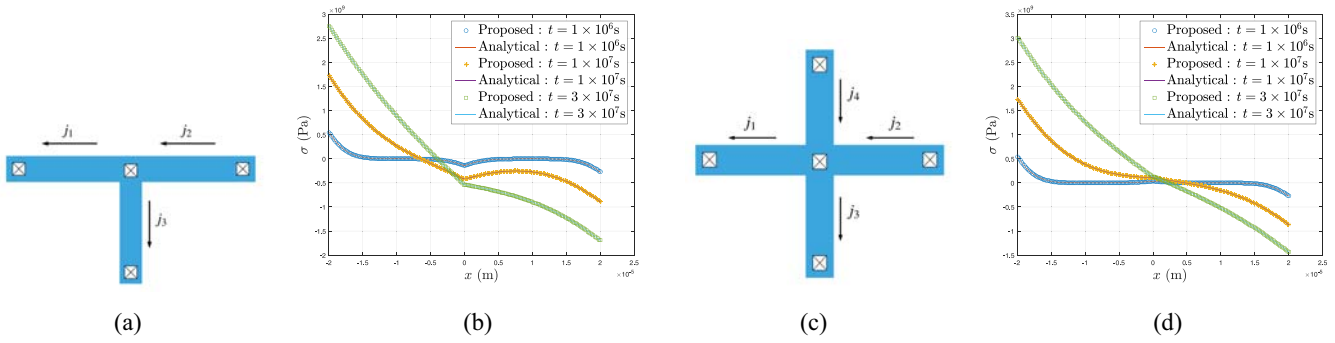 j₁
j₂
j₃
(a)
×10⁹
3
2.5
2
1.5
1
0.5
0
-0.5
-1
-1.5
-2
σ (Pa)
Proposed : t = 1 × 10⁶s
Analytical : t = 1 × 10⁶s
Proposed : t = 1 × 10⁷s
Analytical : t = 1 × 10⁷s
Proposed : t = 3 × 10⁷s
Analytical : t = 3 × 10⁷s
-2 -1.5 -1 -0.5 0 0.5 1 1.5 2 2.5
x (m)
×10⁻⁵
(b)
j₄
j₁
j₂
j₃
(c)
×10⁹
3.5
3
2.5
2
1.5
1
0.5
0
-0.5
-1
-1.5
σ (Pa)
Proposed : t = 1 × 10⁶s
Analytical : t = 1 × 10⁶s
Proposed : t = 1 × 10⁷s
Analytical : t = 1 × 10⁷s
Proposed : t = 3 × 10⁷s
Analytical : t = 3 × 10⁷s
-2 -1.5 -1 -0.5 0 0.5 1 1.5 2 2.5
x (m)
×10⁻⁵
(d)